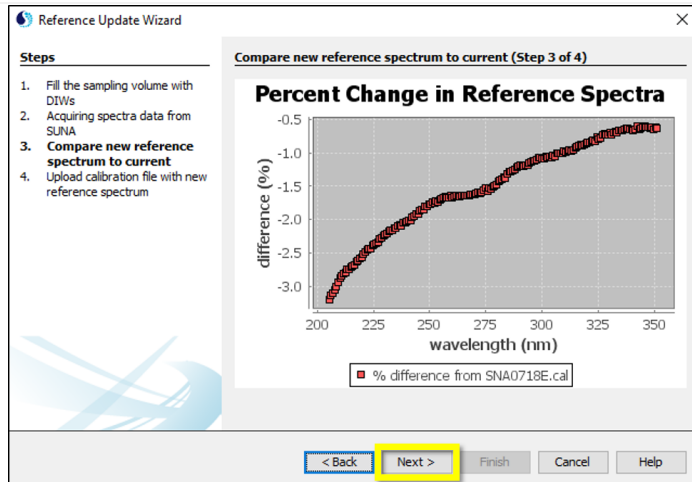 Reference Update Wizard
Steps
1. Fill the sampling volume with
DIWs
2. Acquiring spectra data from
SUNA
3. Compare new reference
spectrum to current
4. Upload calibration file with new
reference spectrum
Compare new reference spectrum to current (Step 3 of 4)
Percent Change in Reference Spectra
difference (%)
-0.5
-1.0
-1.5
-2.0
-2.5
-3.0
200 225 250 275 300 325 350
wavelength (nm)
% difference from SNA0718E.cal
< Back Next > Finish Cancel Help